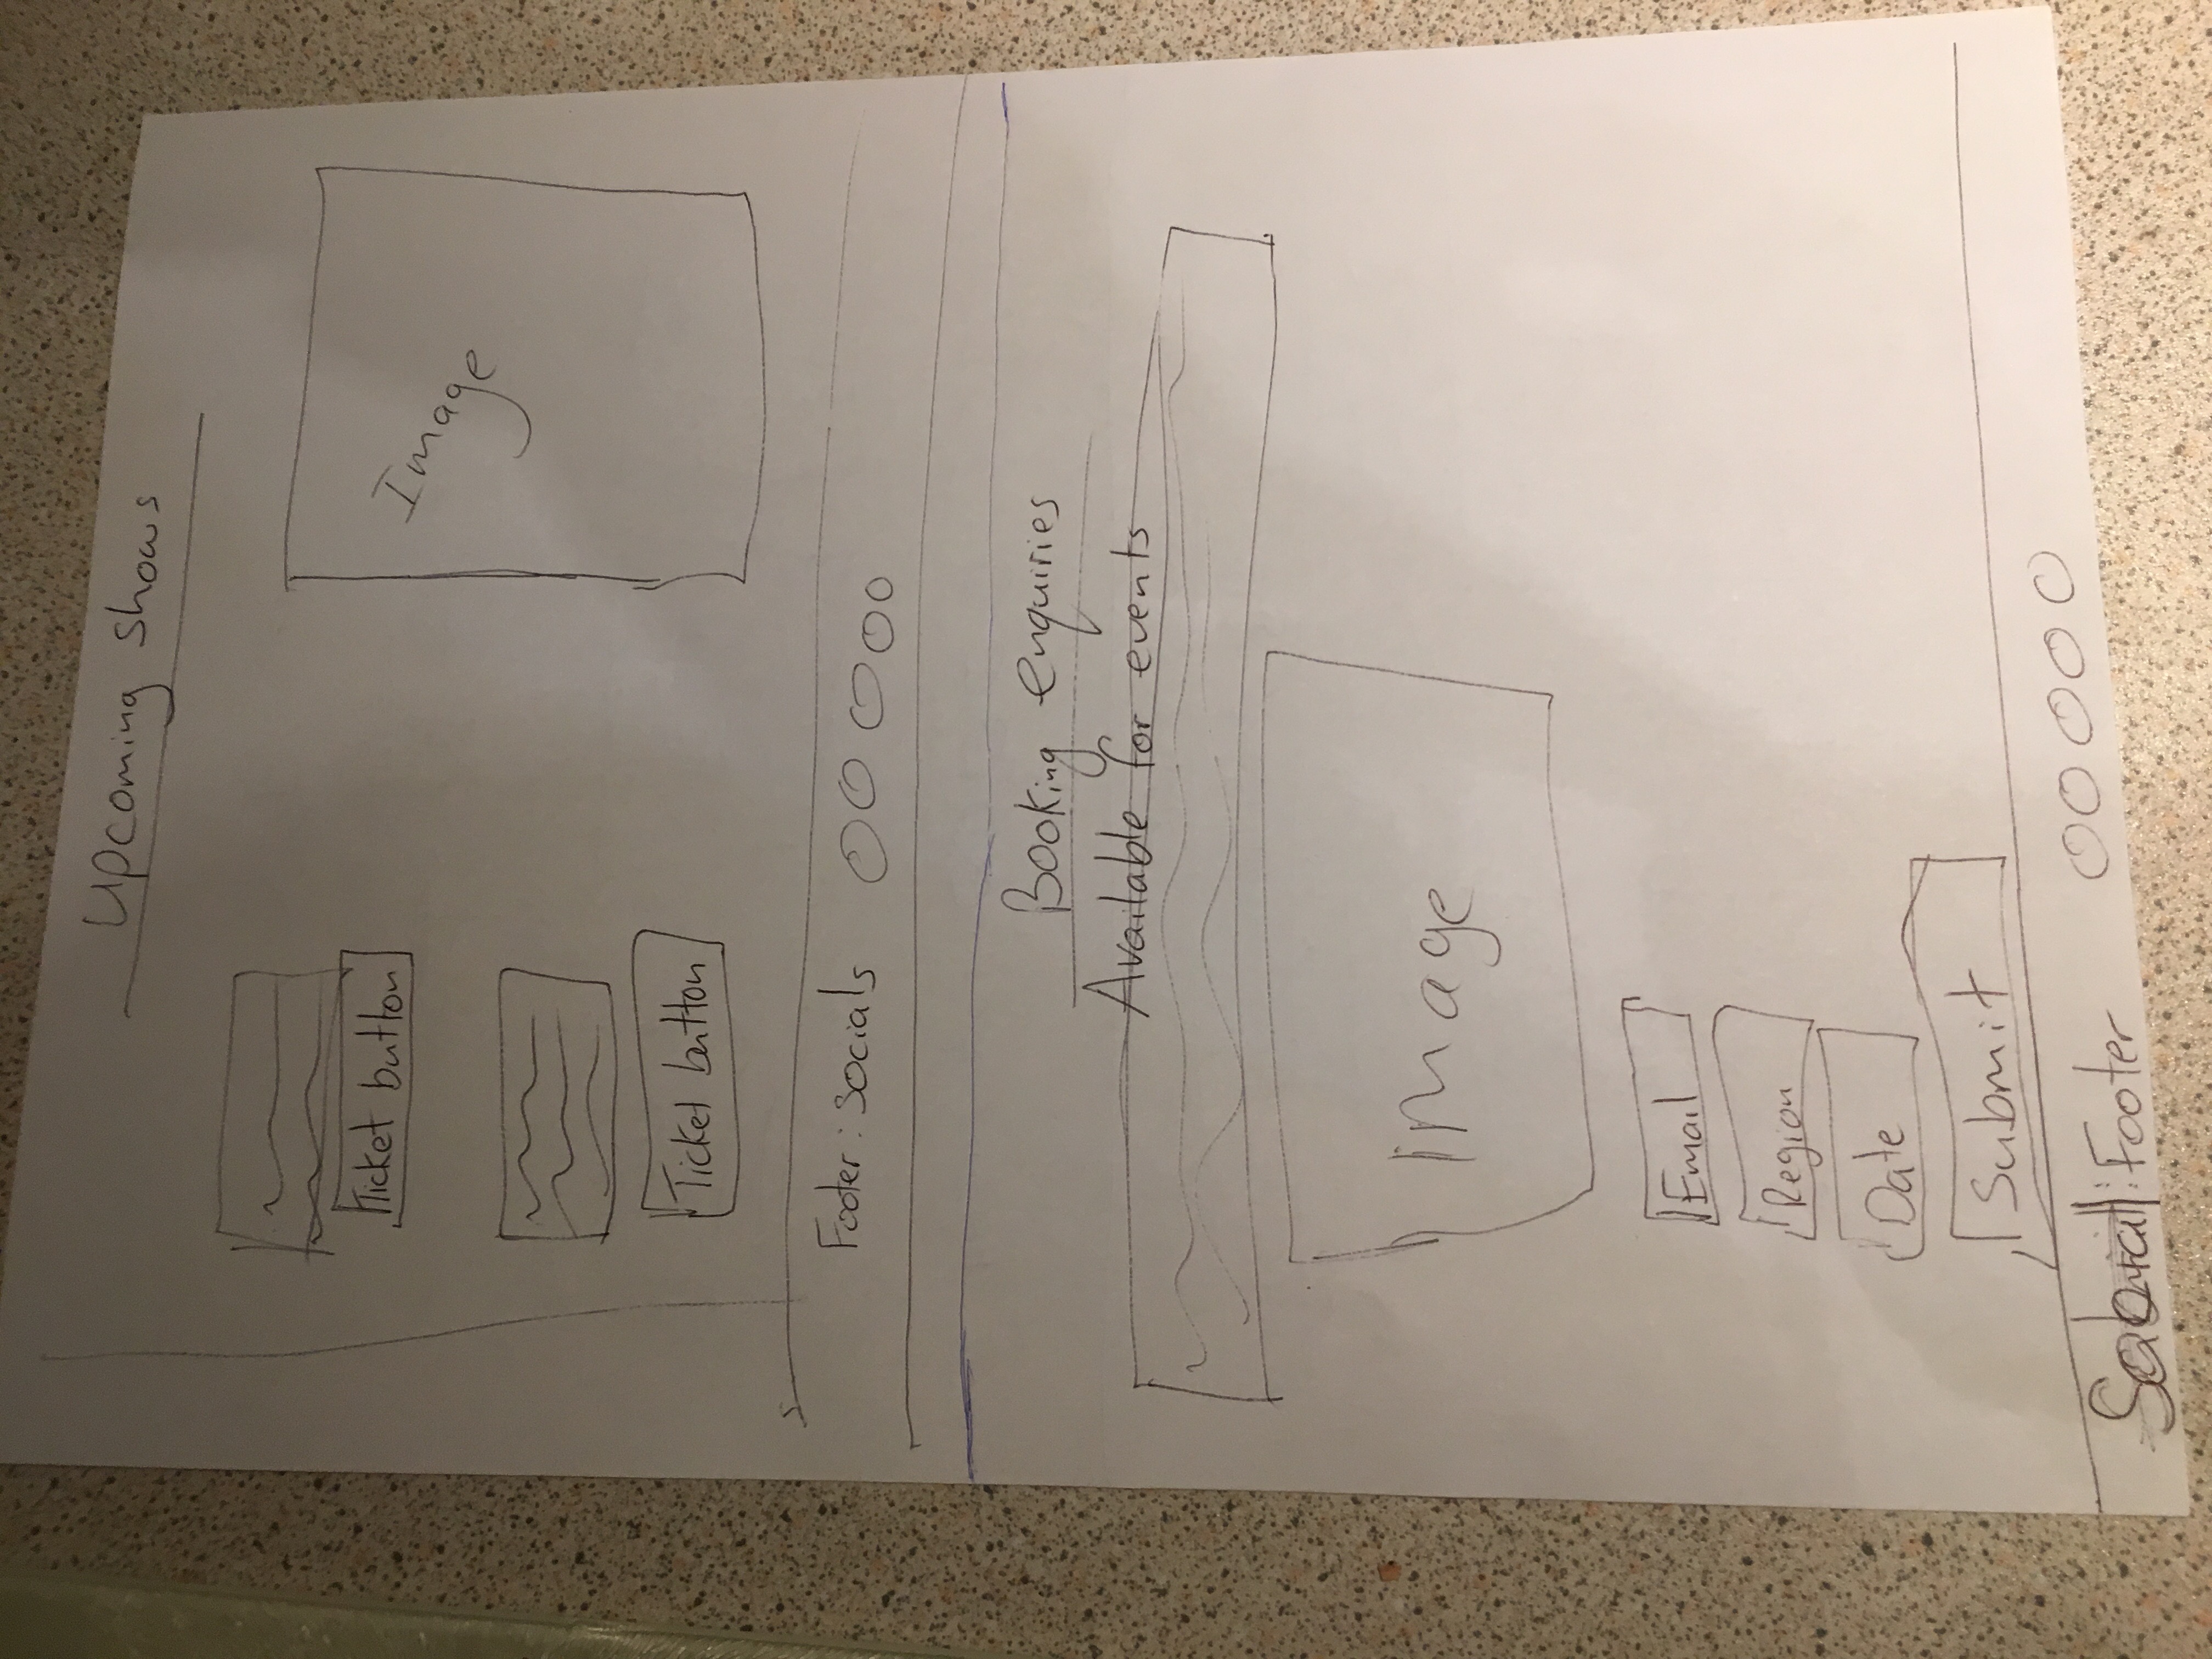 Upcoming shows
Ticket button
Image
Ticket button
Footer: Socials
Booking enquiries
Available for events
Image
Email
Region
Date
Submit
: Footer